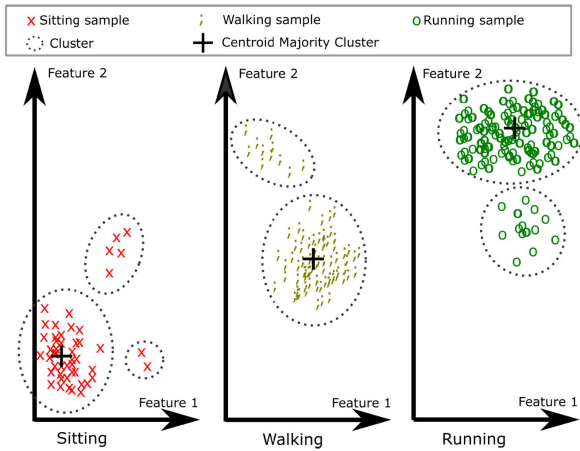 Sitting sample
Walking sample
Running sample
Cluster
Centroid Majority Cluster
Feature 2
Feature 2
Feature 2
Feature 1
Feature 1
Feature 1
Sitting
Walking
Running